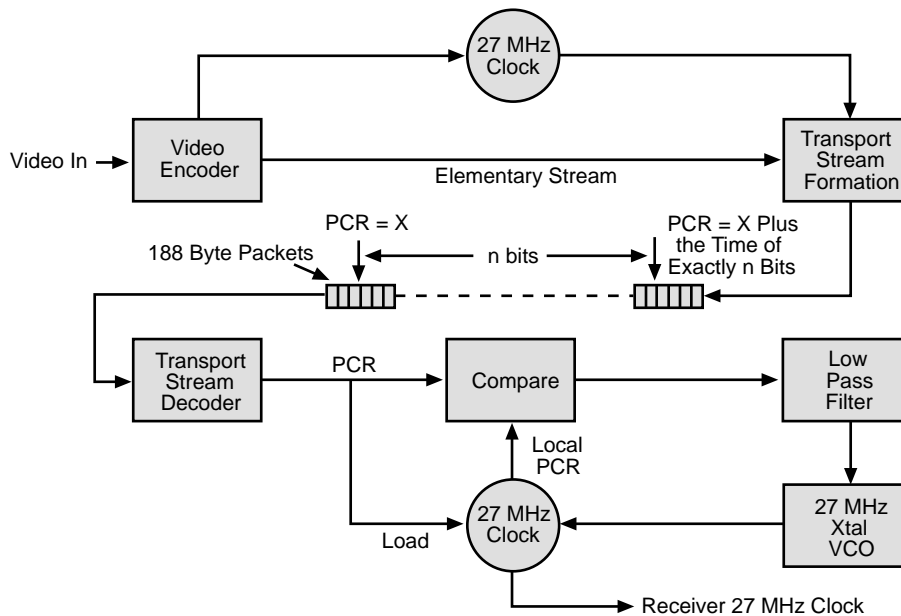 27 MHz
Clock
Video In
Video
Encoder
Elementary Stream
Transport
Stream
Formation
188 Byte Packets
PCR = X
n bits
PCR = X Plus
the Time of
Exactly n Bits
Transport
Stream
Decoder
PCR
Compare
Low
Pass
Filter
Local
PCR
Load
27 MHz
Clock
27 MHz
Xtal
VCO
Receiver 27 MHz Clock